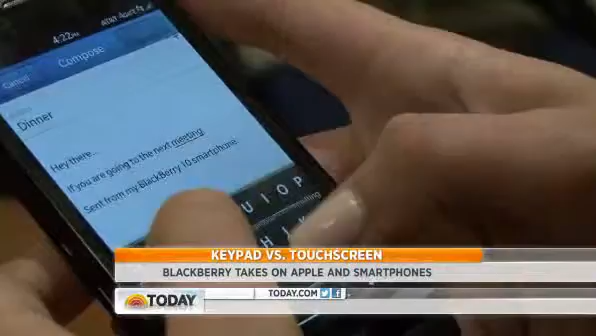 4:22PM
Cancel Compose
Dinner
Hey there...
If you are going to the next meeting
Sent from my BlackBerry 10 smartphone.
U I O P
H J K
KEYPAD VS. TOUCHSCREEN
BLACKBERRY TAKES ON APPLE AND SMARTPHONES
TODAY
TODAY.COM